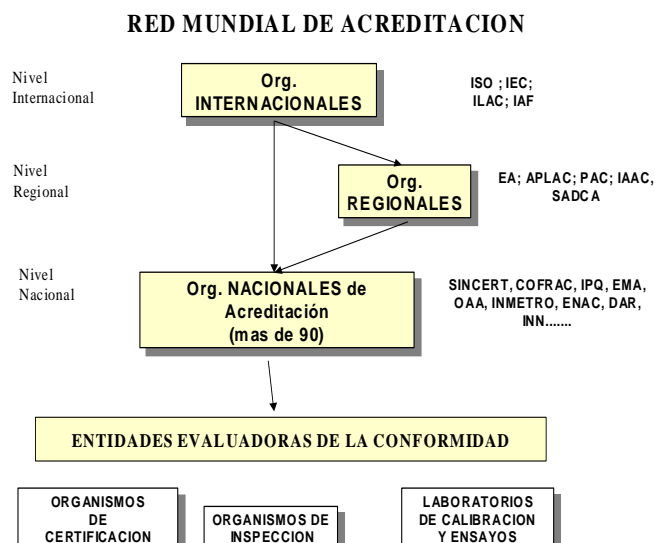 RED MUNDIAL DE ACREDITACION
Nivel
Internacional
Org.
INTERNACIONALES
ISO ; IEC;
ILAC; IAF
Nivel
Regional
Org.
REGIONALES
EA; APLAC; PAC; IAAC,
SADCA
Nivel
Nacional
Org. NACIONALES de
Acreditación
(mas de 90)
SINCERT, COFRAC, IPQ, EMA,
OAA, INMETRO, ENAC, DAR,
INN.......
ENTIDADES EVALUADORAS DE LA CONFORMIDAD
ORGANISMOS
DE
CERTIFICACION
ORGANISMOS DE
INSPECCION
LABORATORIOS
DE CALIBRACION
Y ENSAYOS